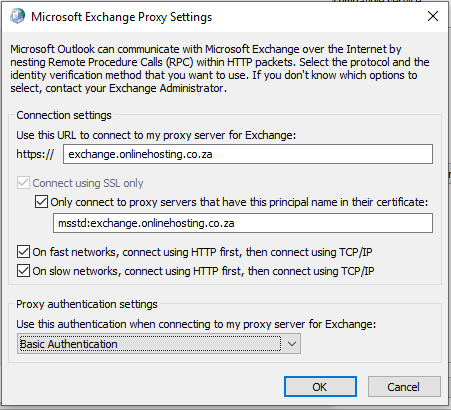 Microsoft Exchange Proxy Settings
Microsoft Outlook can communicate with Microsoft Exchange over the Internet by
nesting Remote Procedure Calls (RPC) within HTTP packets. Select the protocol and the
identity verification method that you want to use. If you don't know which options to
select, contact your Exchange Administrator.
Connection settings
Use this URL to connect to my proxy server for Exchange:
https:// exchange.onlinehosting.co.za
Connect using SSL only
Only connect to proxy servers that have this principal name in their certificate:
msstd:exchange.onlinehosting.co.za
On fast networks, connect using HTTP first, then connect using TCP/IP
On slow networks, connect using HTTP first, then connect using TCP/IP
Proxy authentication settings
Use this authentication when connecting to my proxy server for Exchange:
Basic Authentication
OK Cancel